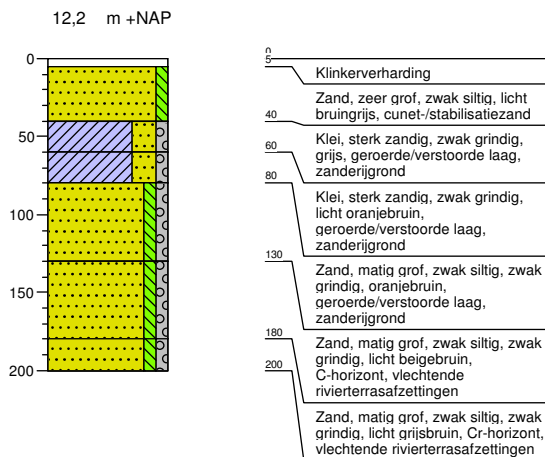 12,2 m +NAP
0
50
100
150
200
0
5
Klinkerverharding
Zand, zeer grof, zwak siltig, licht
bruingrijs, cunet-/stabilisatiezand
40
Klei, sterk zandig, zwak grindig,
grijs, geroerde/verstoorde laag,
zanderijgrond
60
Klei, sterk zandig, zwak grindig,
licht oranjebruin,
geroerde/verstoorde laag,
zanderijgrond
80
Zand, matig grof, zwak siltig, zwak
grindig, oranjebruin,
geroerde/verstoorde laag,
zanderijgrond
130
Zand, matig grof, zwak siltig, zwak
grindig, licht beigebruin,
C-horizont, vlechtende
rivierterrasafzettingen
180
Zand, matig grof, zwak siltig, zwak
grindig, licht grijsbruin, Cr-horizont,
vlechtende rivierterrasafzettingen
200